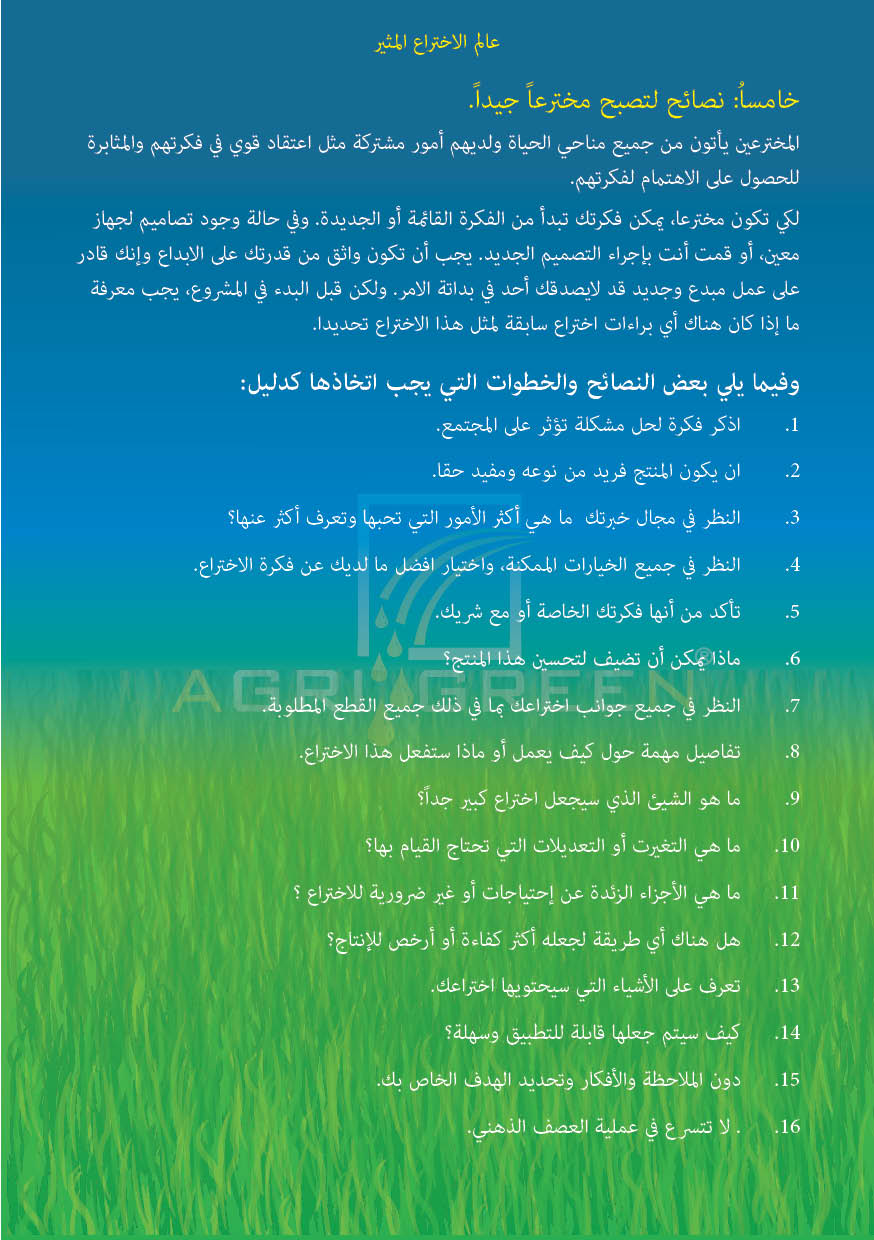 عالم الاختراع المثير
خامساً: نصائح لتصبح مخترعاً جيداً.
المخترعين يأتون من جميع مناحي الحياة ولديهم أمور مشتركة مثل اعتقاد قوي في فكرتهم والمثابرة
للحصول على الاهتمام لفكرتهم.
لكي تكون مخترعا، يمكن فكرتك تبدأ من الفكرة القائمة أو الجديدة. وفي حالة وجود تصاميم لجهاز
معين، أو قمت أنت بإجراء التصميم الجديد. يجب أن تكون واثق من قدرتك على الابداع وإنك قادر
على عمل مبدع وجديد قد لايصدقك أحد في بداتة الامر. ولكن قبل البدء في المشروع، يجب معرفة
ما إذا كان هناك أي براءات اختراع سابقة لمثل هذا الاختراع تحديدا.
وفيما يلي بعض النصائح والخطوات التي يجب اتخاذها كدليل:
1. اذكر فكرة لحل مشكلة تؤثر على المجتمع.
2. ان يكون المنتج فريد من نوعه ومفيد حقا.
3. النظر في مجال خبرتك ما هي أكثر الأمور التي تحبها وتعرف أكثر عنها؟
4. النظر في جميع الخيارات الممكنة، واختيار افضل ما لديك عن فكرة الاختراع.
5. تأكد من أنها فكرتك الخاصة أو مع شريك.
6. ماذا يمكن أن تضيف لتحسين هذا المنتج؟
AGRI GREEN®
7. النظر في جميع جوانب اختراعك بما في ذلك جميع القطع المطلوبة.
8. تفاصيل مهمة حول كيف يعمل أو ماذا ستفعل هذا الاختراع.
9. ما هو الشيئ الذي سيجعل اختراع كبير جداً؟
10. ما هي التغيرت أو التعديلات التي تحتاج القيام بها؟
11. ما هي الأجزاء الزئدة عن إحتياجات أو غير ضرورية للاختراع ؟
12. هل هناك أي طريقة لجعله أكثر كفاءة أو أرخص للإنتاج؟
13. تعرف على الأشياء التي سيحتويها اختراعك.
14. كيف سيتم جعلها قابلة للتطبيق وسهلة؟
15. دون الملاحظة والأفكار وتحديد الهدف الخاص بك.
16. . لا تتسرع في عملية العصف الذهني.